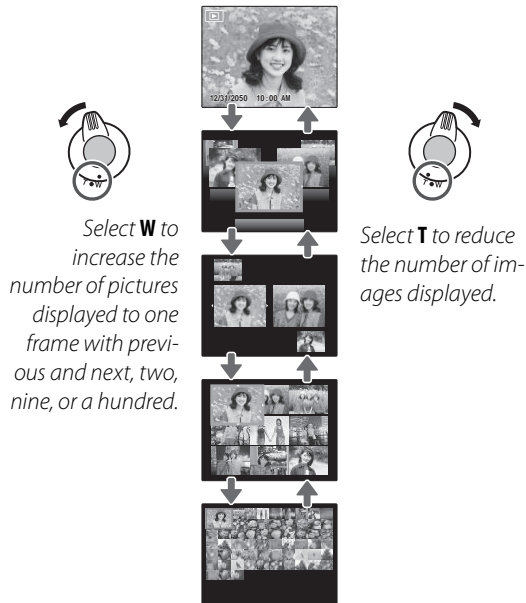 12/31/2050 10:00 AM
Select W to
increase the
number of pictures
displayed to one
frame with previ-
ous and next, two,
nine, or a hundred.
Select T to reduce
the number of im-
ages displayed.
T W
T W